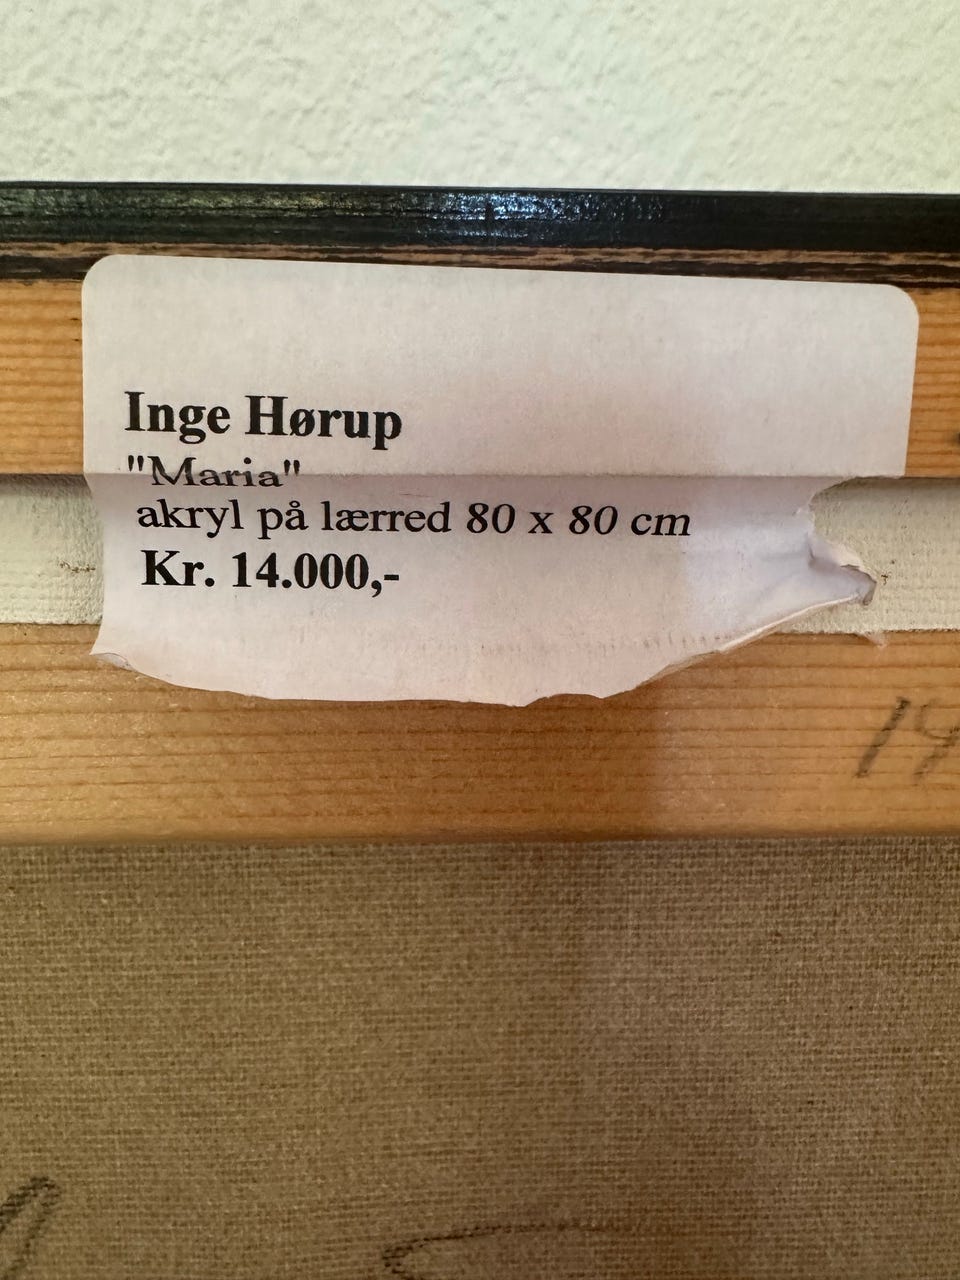 Inge Hørup
"Maria"
akryl på lærred 80 x 80 cm
Kr. 14.000,-